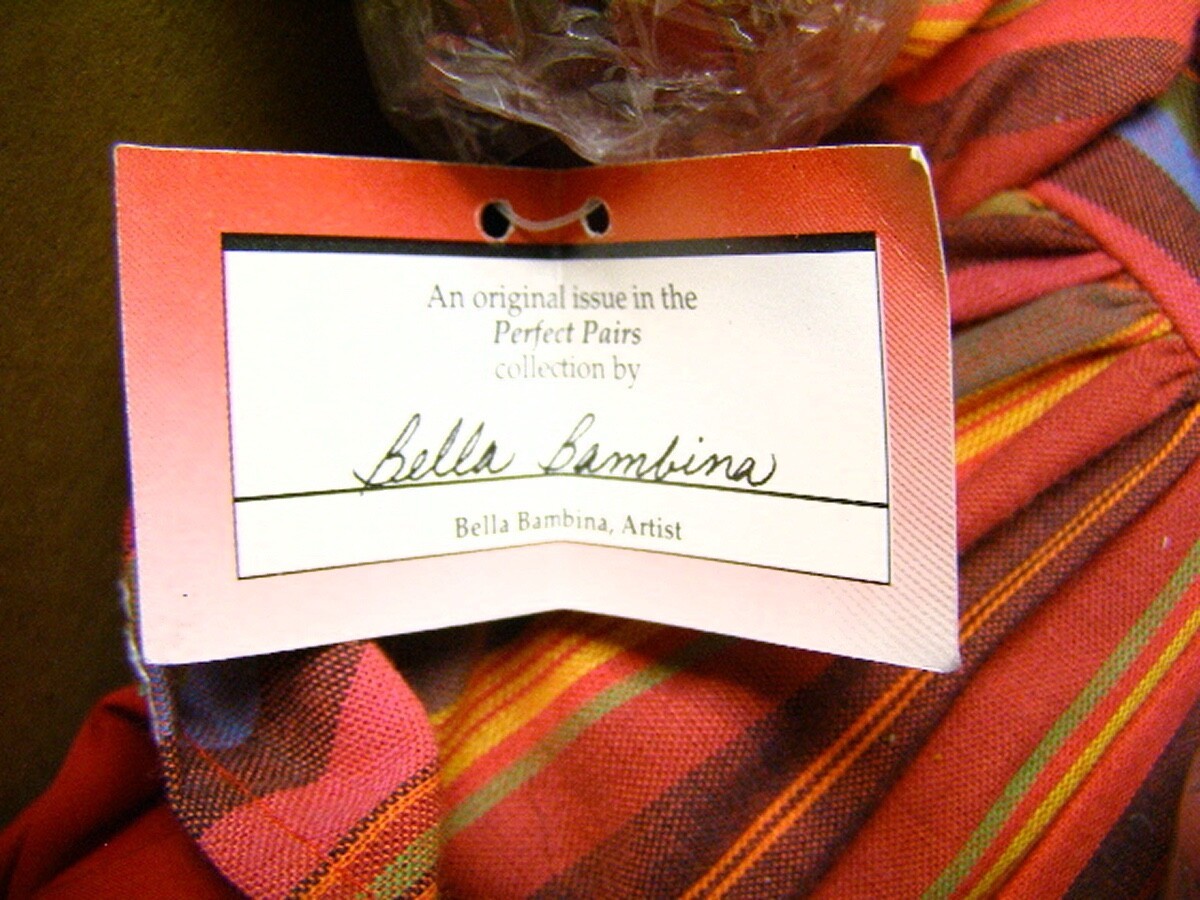 An original issue in the
Perfect Pairs
collection by
Bella Bambina
Bella Bambina, Artist